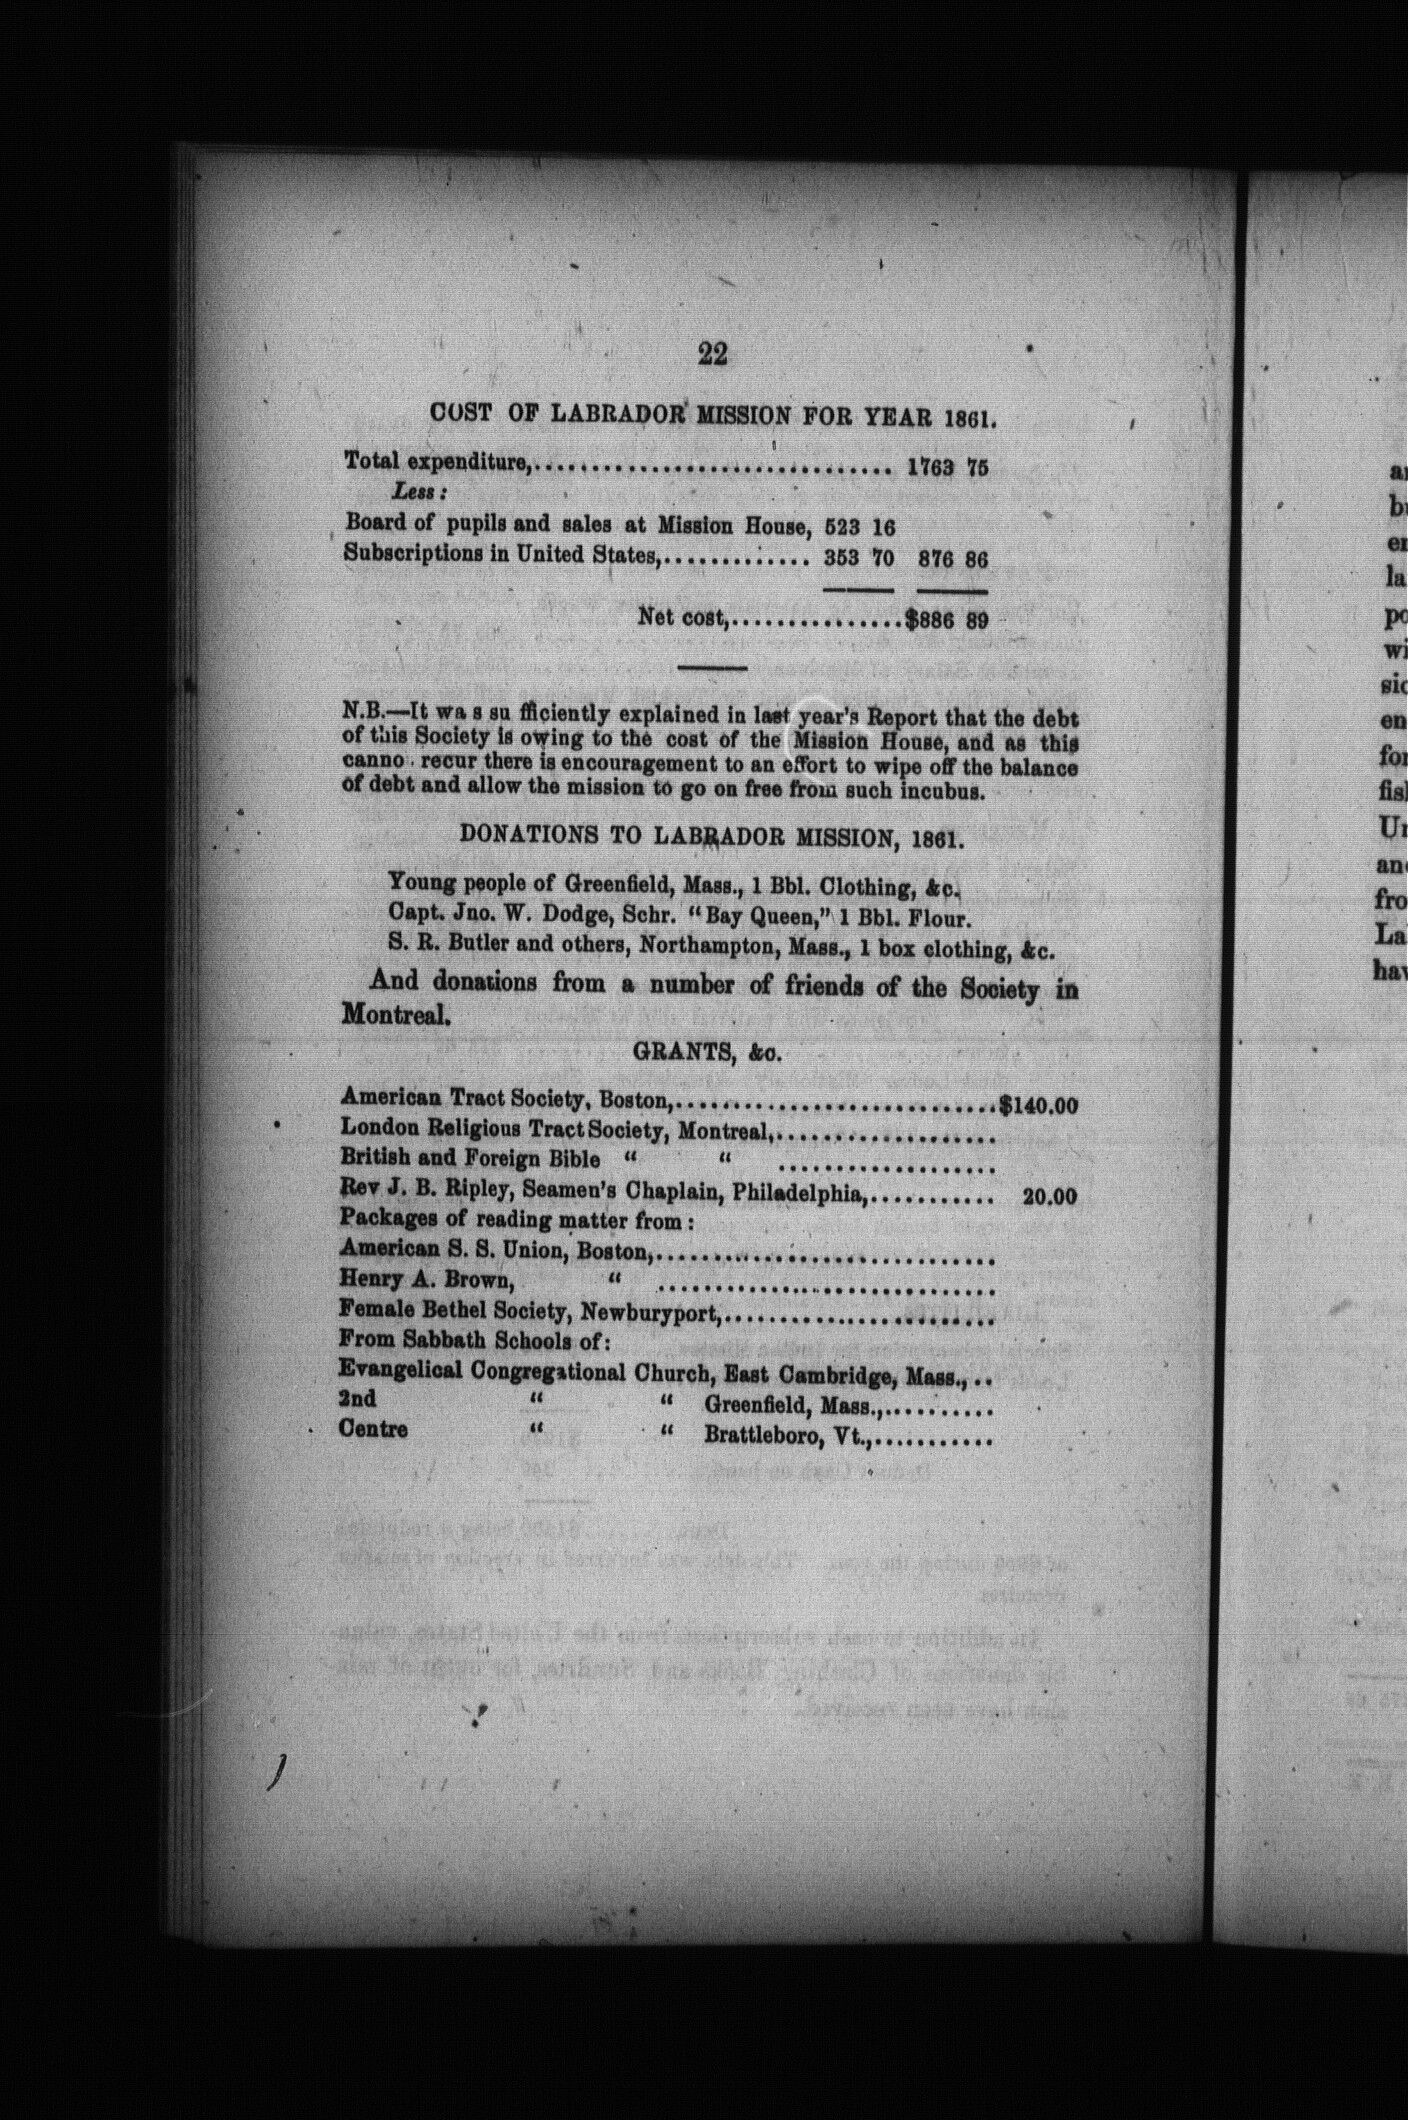 22
COST OF LABRADOR MISSION FOR YEAR 1861.
Total expenditure,.............................. 1763 75
Less:
Board of pupils and sales at Mission House, 523 16
Subscriptions in United States,............. 353 70 876 86
Net cost,...............$886 89
N.B.—It was su fficiently explained in last year's Report that the debt
of this Society is owing to the cost of the Mission House, and as this
canno recur there is encouragement to an effort to wipe off the balance
of debt and allow the mission to go on free from such incubus.
DONATIONS TO LABRADOR MISSION, 1861.
Young people of Greenfield, Mass., 1 Bbl. Clothing, &c.
Capt. Jno. W. Dodge, Schr. "Bay Queen," 1 Bbl. Flour.
S. R. Butler and others, Northampton, Mass., 1 box clothing, &c.
And donations from a number of friends of the Society in
Montreal.
GRANTS, &c.
American Tract Society, Boston,............................$140.00
London Religious Tract Society, Montreal,...................
British and Foreign Bible “ “ ...................
Rev J. B. Ripley, Seamen's Chaplain, Philadelphia,........... 20.00
Packages of reading matter from:
American S. S. Union, Boston,..............................
Henry A. Brown, “ .............................
Female Bethel Society, Newburyport,........................
From Sabbath Schools of:
Evangelical Congregational Church, East Cambridge, Mass.,..
2nd “ “ Greenfield, Mass.,..........
Centre “ “ Brattleboro, Vt.,...........